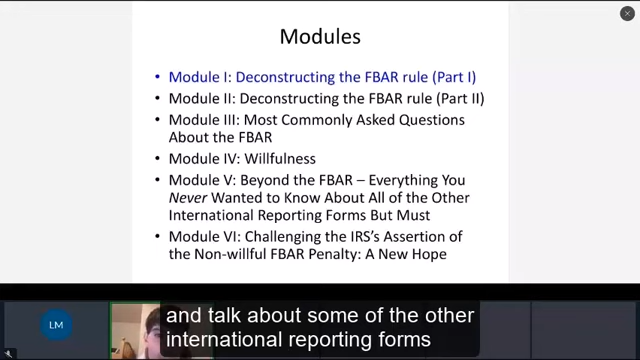 Modules
• Module I: Deconstructing the FBAR rule (Part I)
• Module II: Deconstructing the FBAR rule (Part II)
• Module III: Most Commonly Asked Questions
About the FBAR
• Module IV: Willfulness
• Module V: Beyond the FBAR – Everything You
Never Wanted to Know About All of the Other
International Reporting Forms But Must
• Module VI: Challenging the IRS's Assertion of
the Non-willful FBAR Penalty: A New Hope
LM
and talk about some of the other
international reporting forms